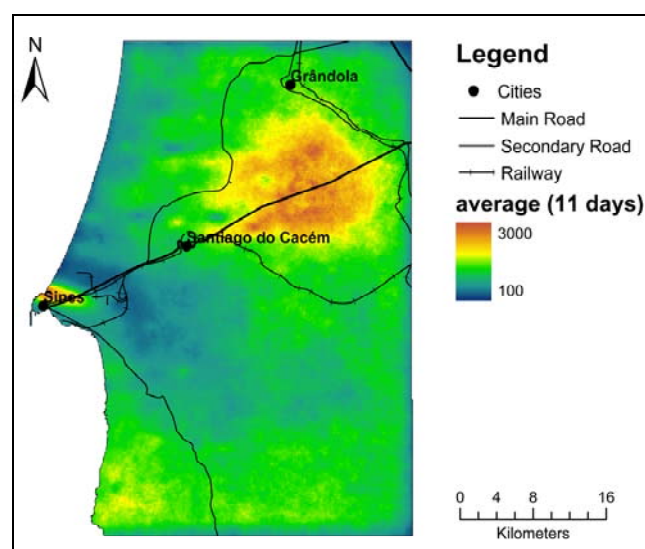 N
Grândola
Santiago do Cacém
Sines
Legend
Cities
Main Road
Secondary Road
Railway
average (11 days)
3000
100
0 4 8 16
Kilometers